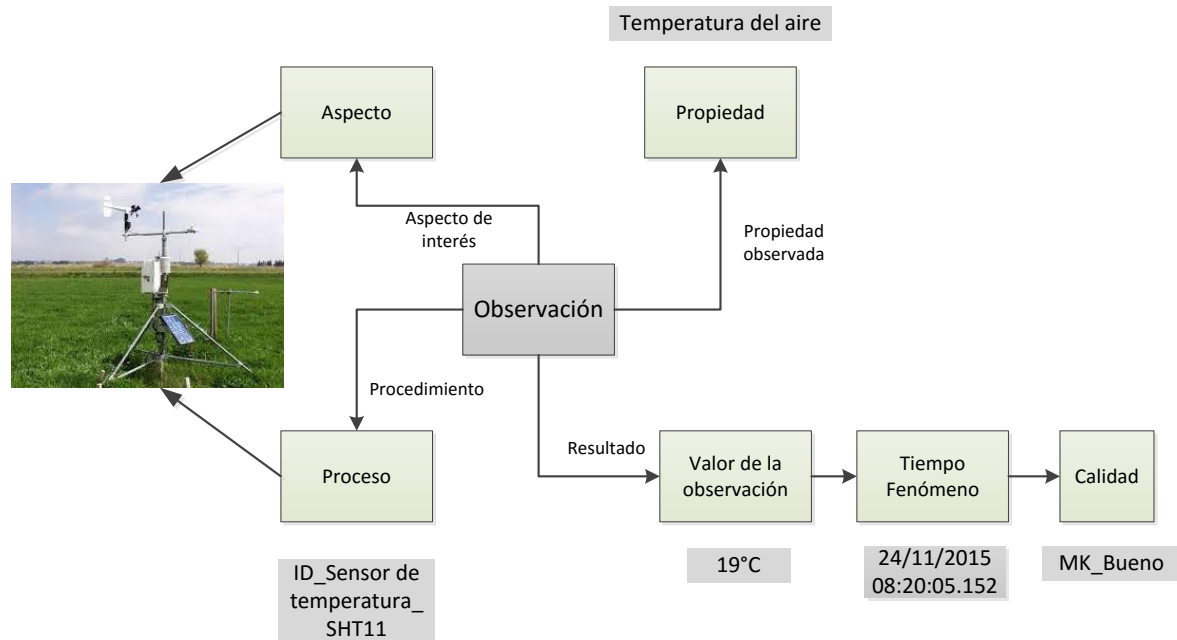 Temperatura del aire
Aspecto
Propiedad
Aspecto de
interés
Propiedad
observada
Observación
Procedimiento
Proceso
Resultado
Valor de la
observación
Tiempo
Fenómeno
Calidad
ID_Sensor de
temperatura_
SHT11
19°C
24/11/2015
08:20:05.152
MK_Bueno